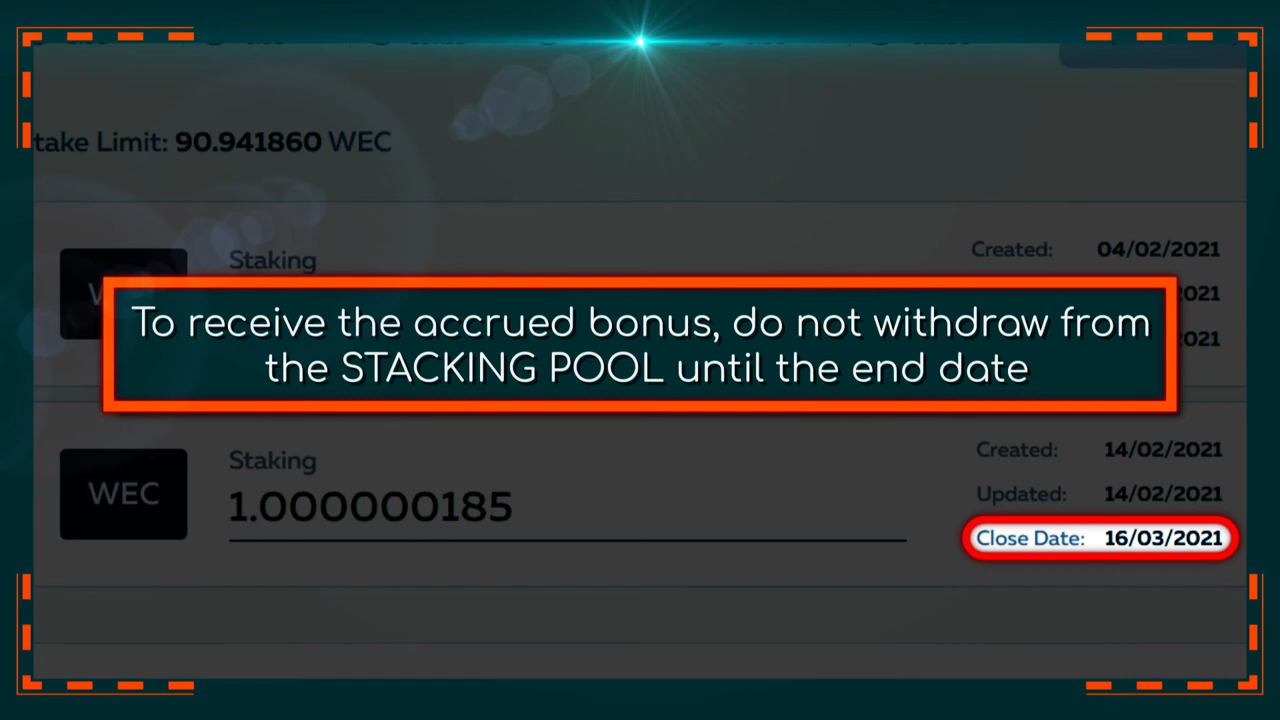 take Limit: 90.941860 WEC
Staking
Created: 04/02/2021
2021
2021
To receive the accrued bonus, do not withdraw from
the STACKING POOL until the end date
WEC
Staking
1.000000185
Created: 14/02/2021
Updated: 14/02/2021
Close Date: 16/03/2021